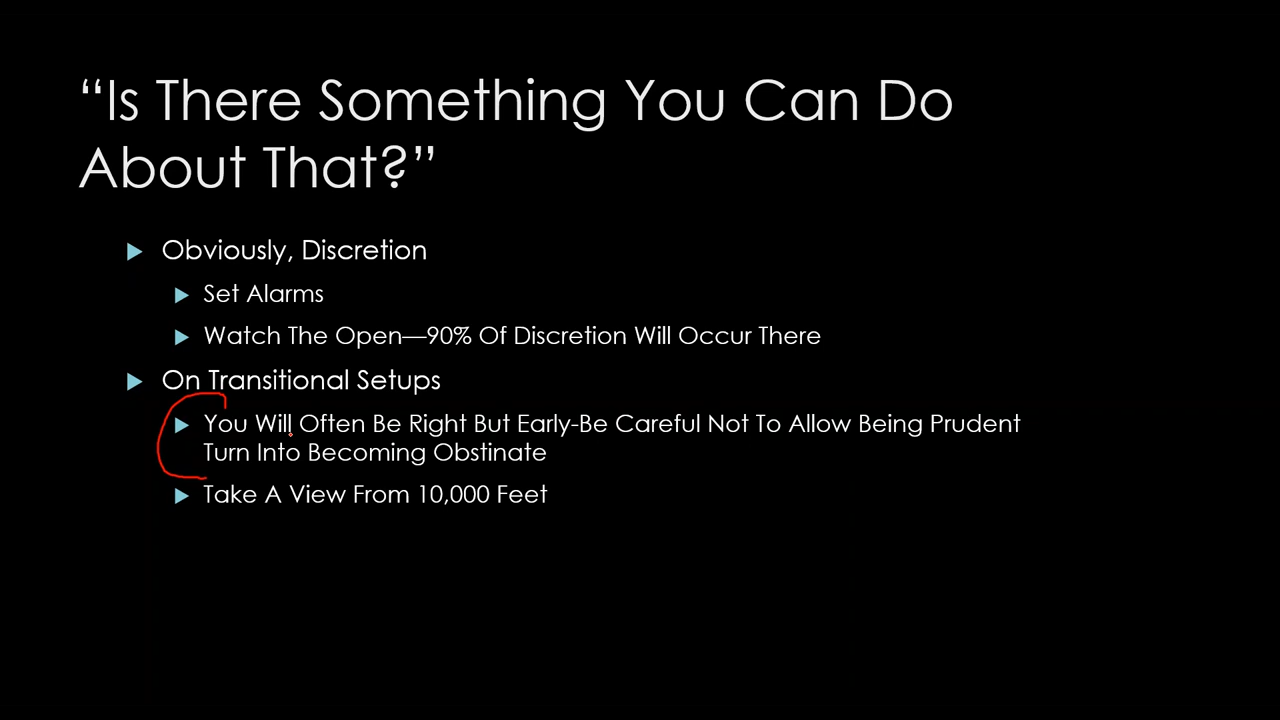 “Is There Something You Can Do
About That?”
Obviously, Discretion
Set Alarms
Watch The Open—90% Of Discretion Will Occur There
On Transitional Setups
You Will Often Be Right But Early-Be Careful Not To Allow Being Prudent
Turn Into Becoming Obstinate
Take A View From 10,000 Feet